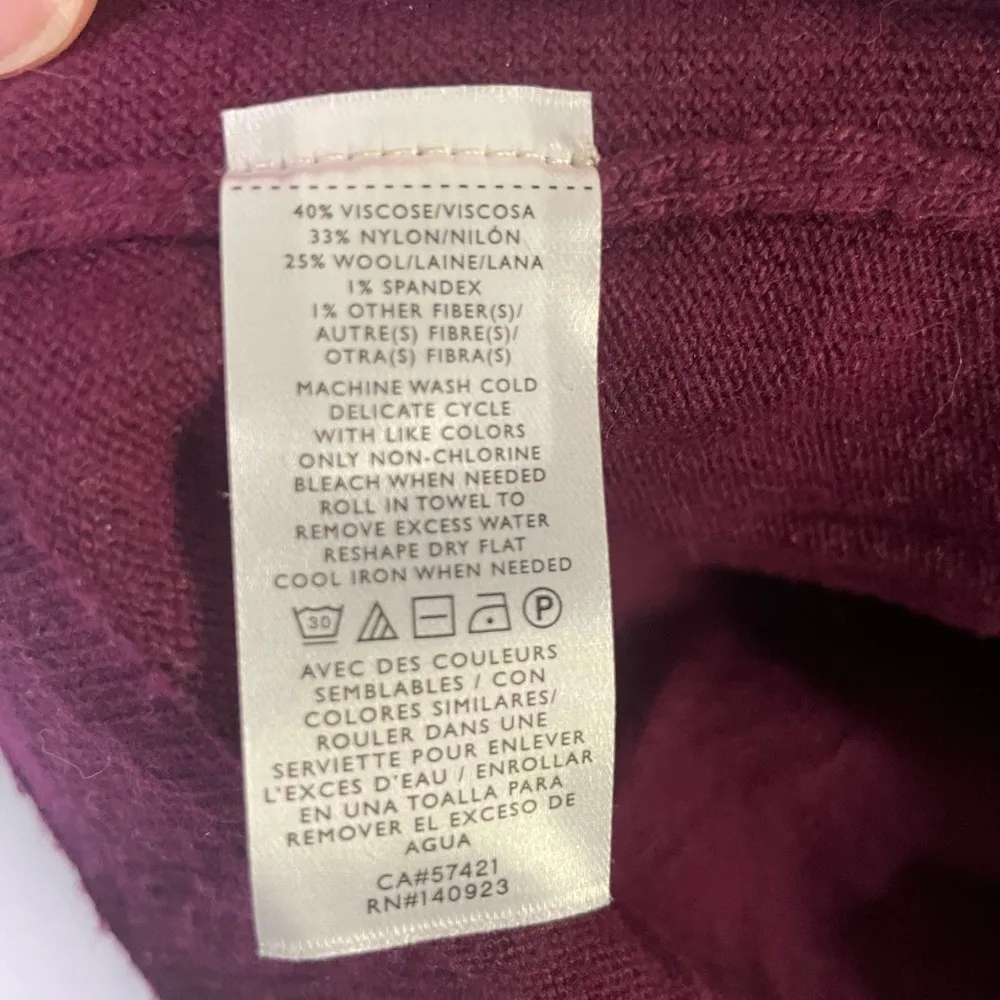 40% VISCOSE/VISCOSA
33% NYLON/NILÓN
25% WOOL/LAINE/LANA
1% SPANDEX
1% OTHER FIBER(S)/
AUTRE(S) FIBRE(S)/
OTRA(S) FIBRA(S)
MACHINE WASH COLD
DELICATE CYCLE
WITH LIKE COLORS
ONLY NON-CHLORINE
BLEACH WHEN NEEDED
ROLL IN TOWEL TO
REMOVE EXCESS WATER
RESHAPE DRY FLAT
COOL IRON WHEN NEEDED
30 P
AVEC DES COULEURS
SEMBLABLES / CON
COLORES SIMILARES/
ROULER DANS UNE
SERVIETTE POUR ENLEVER
L'EXCES D'EAU / ENROLLAR
EN UNA TOALLA PARA
REMOVER EL EXCESO DE
AGUA
CA#57421
RN#140923